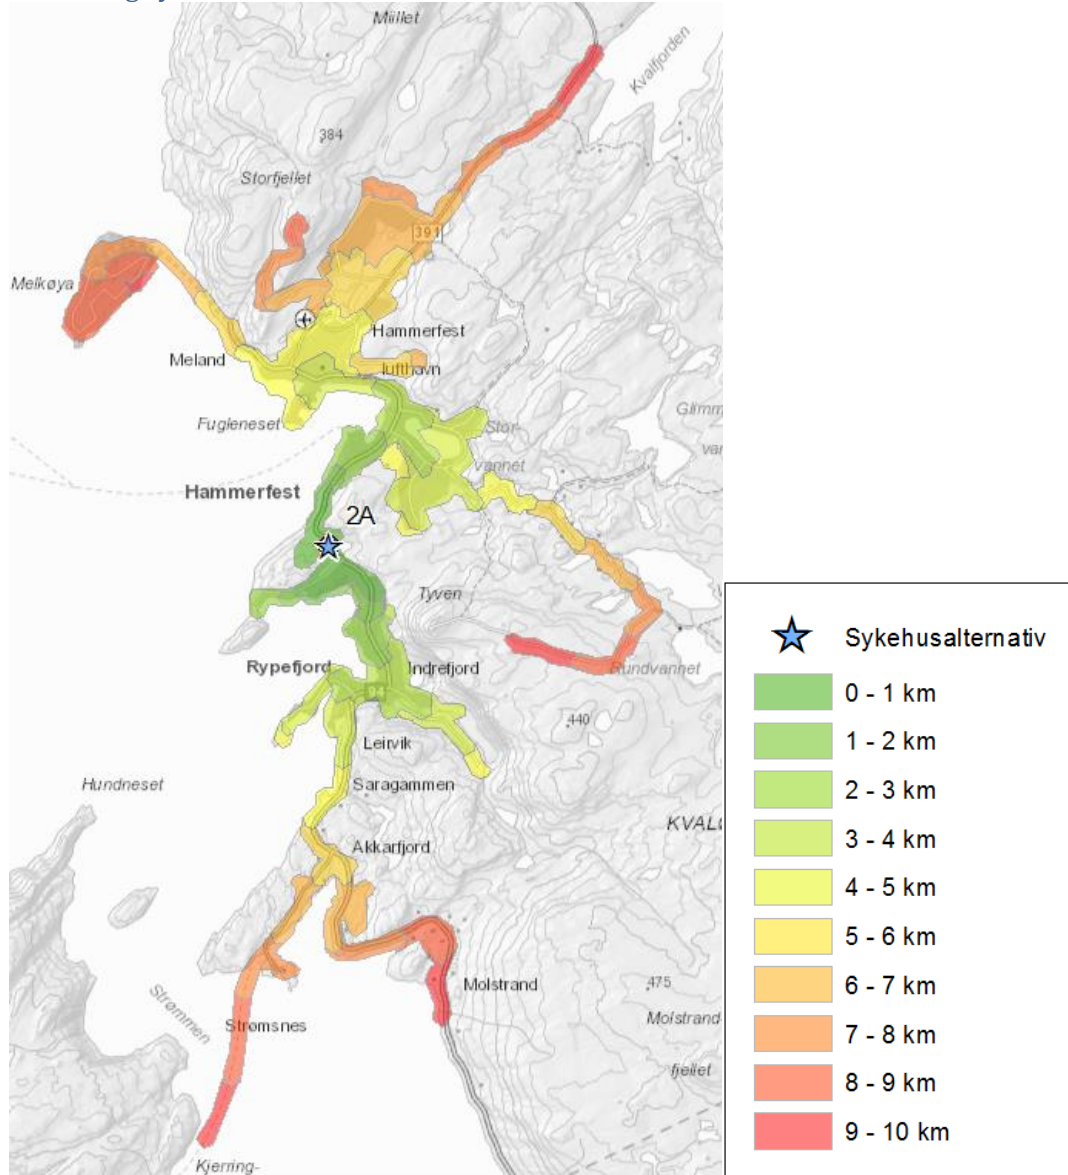 Miillet
Kvalfjorden
384
Storfjellet
391
Melkøya
Hammerfest
lufthavn
Meland
Fugleneset
Stor-
vannet
Hammerfest
2A
Tyven
Rypefjord
Indrefjord
Rundvannet
94
440
Leirvik
Saragammen
Hundneset
Akkarfjord
Molstrand
475
Strømmen
Strømsnes
Molstrand-
fjellet
Kjerring-
Sykehusalternativ
0 - 1 km
1 - 2 km
2 - 3 km
3 - 4 km
4 - 5 km
5 - 6 km
6 - 7 km
7 - 8 km
8 - 9 km
9 - 10 km